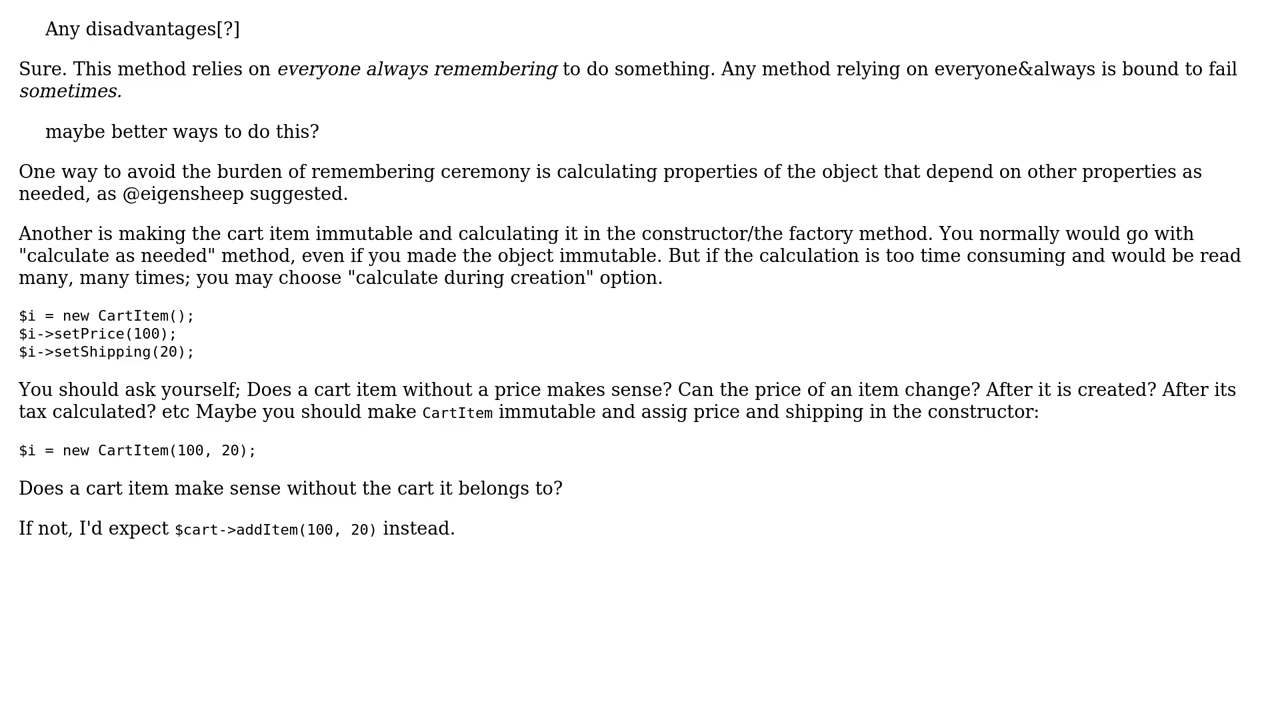 Any disadvantages[?]
Sure. This method relies on everyone always remembering to do something. Any method relying on everyone&always is bound to fail
sometimes.
maybe better ways to do this?
One way to avoid the burden of remembering ceremony is calculating properties of the object that depend on other properties as
needed, as @eigensheep suggested.
Another is making the cart item immutable and calculating it in the constructor/the factory method. You normally would go with
"calculate as needed" method, even if you made the object immutable. But if the calculation is too time consuming and would be read
many, many times; you may choose "calculate during creation" option.
$i = new CartItem();
$i->setPrice(100);
$i->setShipping(20);
You should ask yourself; Does a cart item without a price makes sense? Can the price of an item change? After it is created? After its
tax calculated? etc Maybe you should make CartItem immutable and assig price and shipping in the constructor:
$i = new CartItem(100, 20);
Does a cart item make sense without the cart it belongs to?
If not, I'd expect $cart->addItem(100, 20) instead.